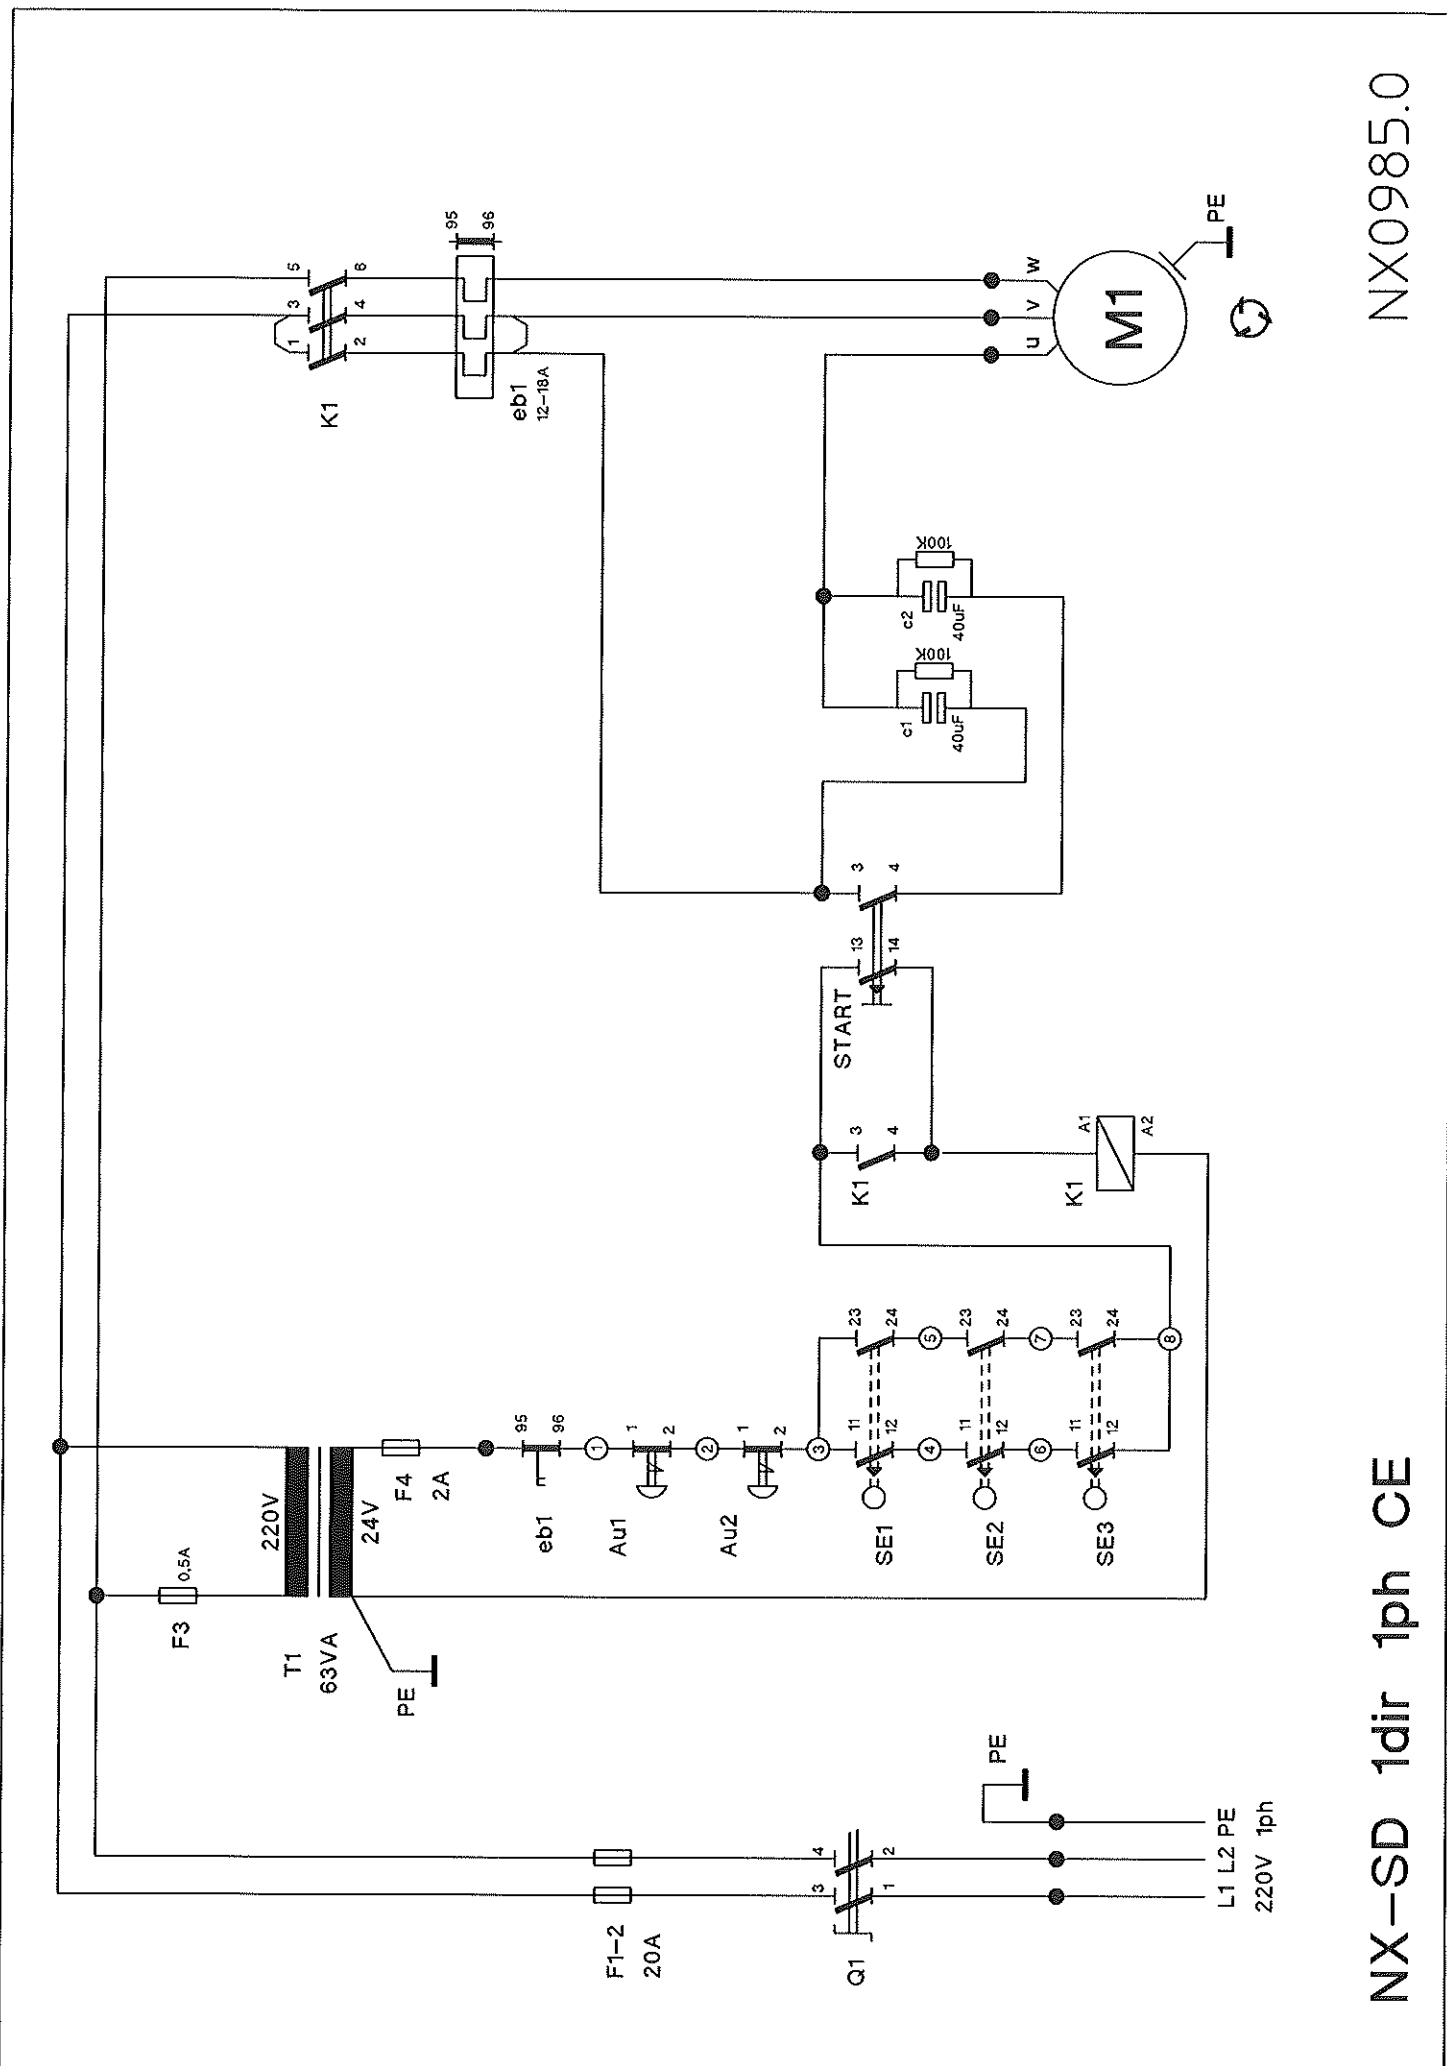 L1 L2 PE
220V 1ph
PE
1
2
3
4
Q1
F1-2
20A
F3
0,5A
T1
63VA
220V
24V
PE
F4
2A
95
96
eb1
1
1
2
Au1
2
1
2
Au2
3
11
12
23
24
SE1
4
5
11
12
23
24
SE2
6
7
11
12
23
24
SE3
8
K1
3
4
K1
A1
A2
START
13
14
3
4
c1
40uF
100K
c2
40uF
100K
K1
1
3
5
2
4
6
95
96
eb1
12-18A
u
v
w
M1
PE
NX-SD 1dir 1ph CE
NX0985.0